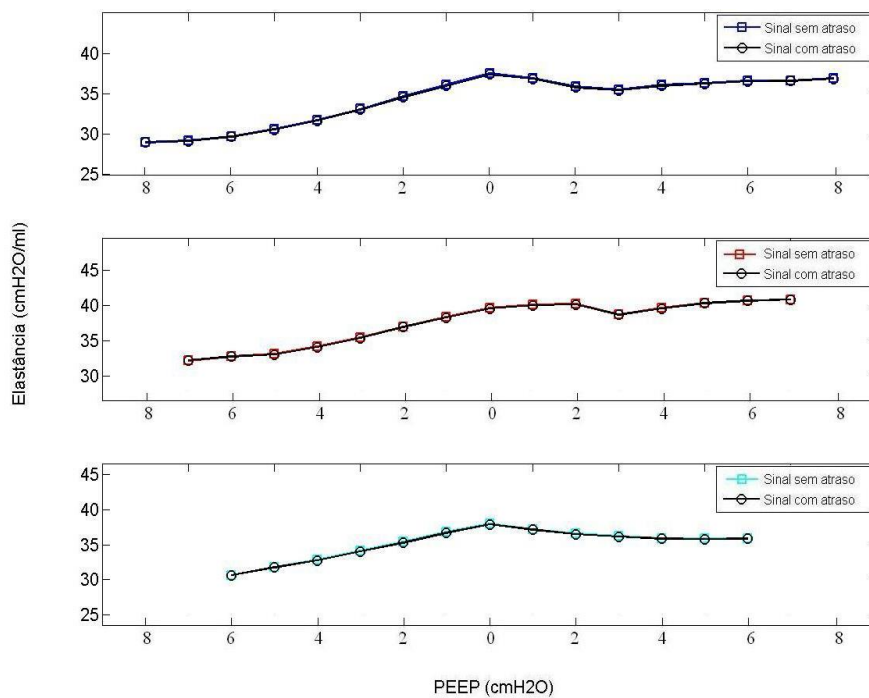 Elastância (cmH2O/ml)
40
35
30
25
Sinal sem atraso
Sinal com atraso
8 6 4 2 0 2 4 6 8
45
40
35
30
Sinal sem atraso
Sinal com atraso
8 6 4 2 0 2 4 6 8
45
40
35
30
25
Sinal sem atraso
Sinal com atraso
8 6 4 2 0 2 4 6 8
PEEP (cmH2O)